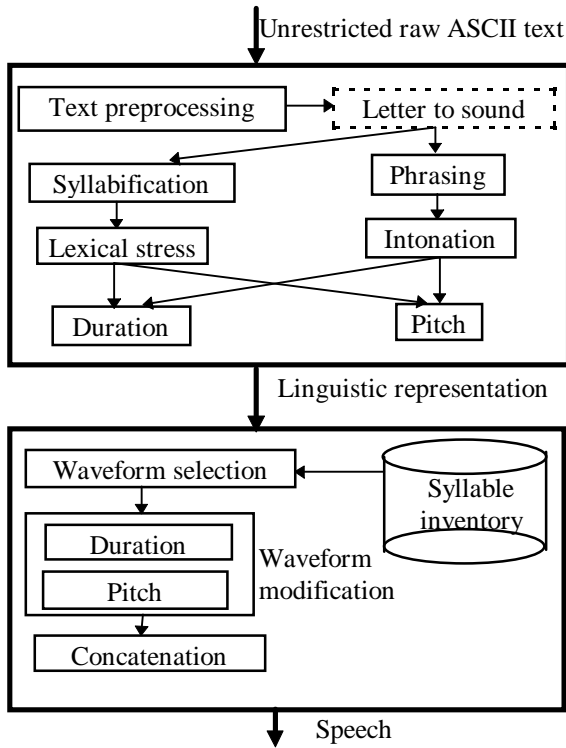 Unrestricted raw ASCII text
Text preprocessing
Letter to sound
Syllabification
Phrasing
Lexical stress
Intonation
Duration
Pitch
Linguistic representation
Waveform selection
Syllable
inventory
Duration
Pitch
Waveform
modification
Concatenation
Speech